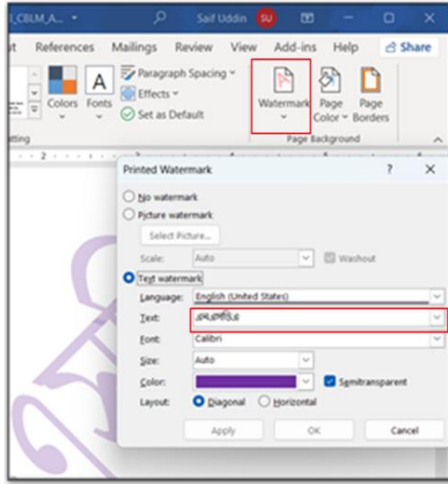 I_CBLM_A... Saif Uddin SU
ut References Mailings Review View Add-ins Help Share
Colors Fonts Paragraph Spacing Effects Set as Default Watermark Page Color Page Borders
Page Background
Printed Watermark ? X
No watermark
Picture watermark
Select Picture...
Scale: Auto Washout
Text watermark
Language: English (United States)
Text: এনএসডিএ
Font: Calibri
Size: Auto
Color: Semitransparent
Layout: Diagonal Horizontal
Apply OK Cancel